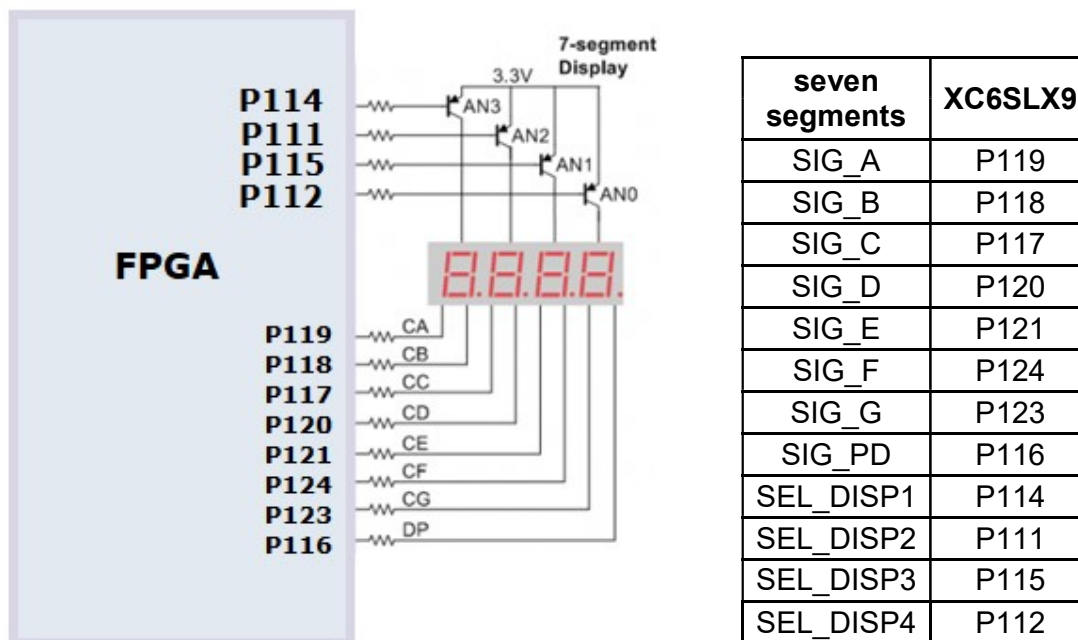 7-segment
Display
3.3V
P114
AN3
P111
AN2
P115
AN1
P112
AN0
FPGA
P119 CA
P118 CB
P117 CC
P120 CD
P121 CE
P124 CF
P123 CG
P116 DP
seven
segments XC6SLX9
SIG_A P119
SIG_B P118
SIG_C P117
SIG_D P120
SIG_E P121
SIG_F P124
SIG_G P123
SIG_PD P116
SEL_DISP1 P114
SEL_DISP2 P111
SEL_DISP3 P115
SEL_DISP4 P112